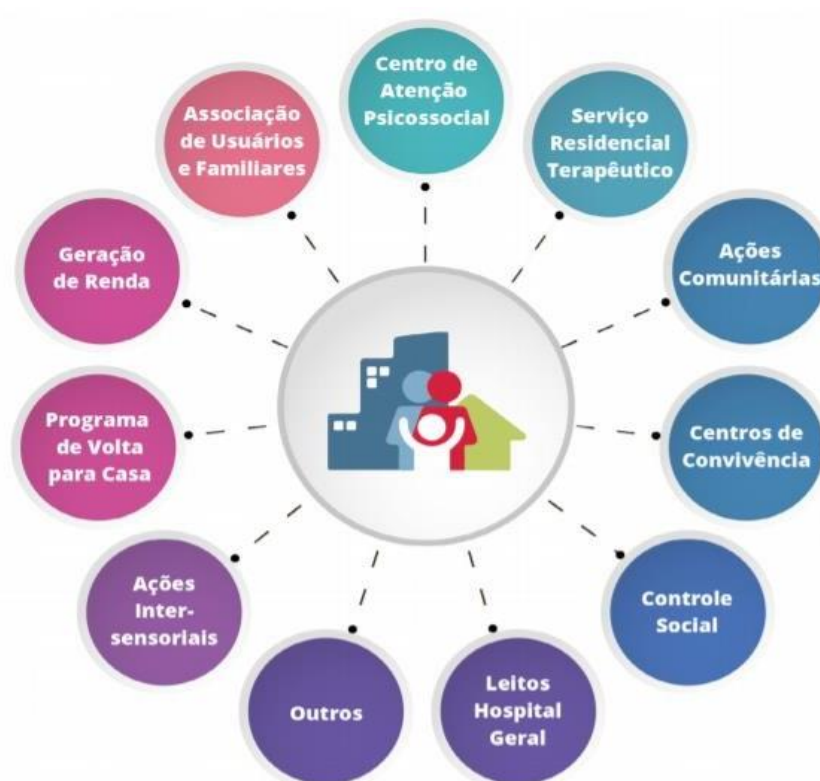 Centro de
Atenção
Psicossocial
Serviço
Residencial
Terapêutico
Ações
Comunitárias
Centros de
Convivência
Controle
Social
Leitos
Hospital
Geral
Outros
Ações
Inter-
sensoriais
Programa
de Volta
para Casa
Geração
de Renda
Associação
de Usuários
e Familiares